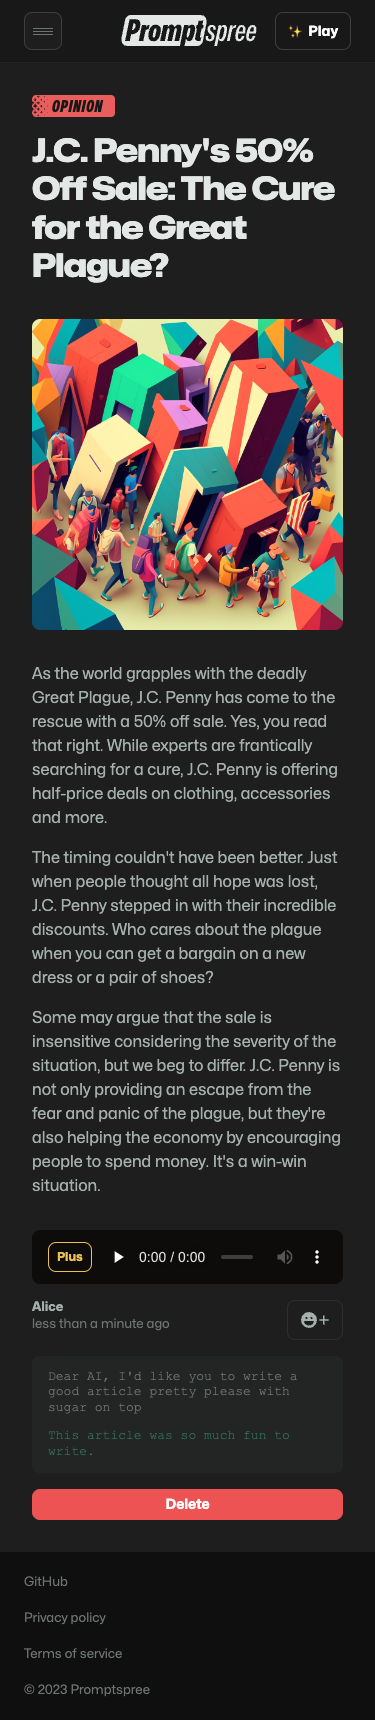 Promptspree
✨ Play
OPINION
J.C. Penny's 50%
Off Sale: The Cure
for the Great
Plague?
As the world grapples with the deadly
Great Plague, J.C. Penny has come to the
rescue with a 50% off sale. Yes, you read
that right. While experts are frantically
searching for a cure, J.C. Penny is offering
half-price deals on clothing, accessories
and more.
The timing couldn't have been better. Just
when people thought all hope was lost,
J.C. Penny stepped in with their incredible
discounts. Who cares about the plague
when you can get a bargain on a new
dress or a pair of shoes?
Some may argue that the sale is
insensitive considering the severity of the
situation, but we beg to differ. J.C. Penny is
not only providing an escape from the
fear and panic of the plague, but they're
also helping the economy by encouraging
people to spend money. It's a win-win
situation.
Plus
0:00 / 0:00
Alice
less than a minute ago
+
Dear AI, I'd like you to write a
good article pretty please with
sugar on top
This article was so much fun to
write.
Delete
GitHub
Privacy policy
Terms of service
© 2023 Promptspree